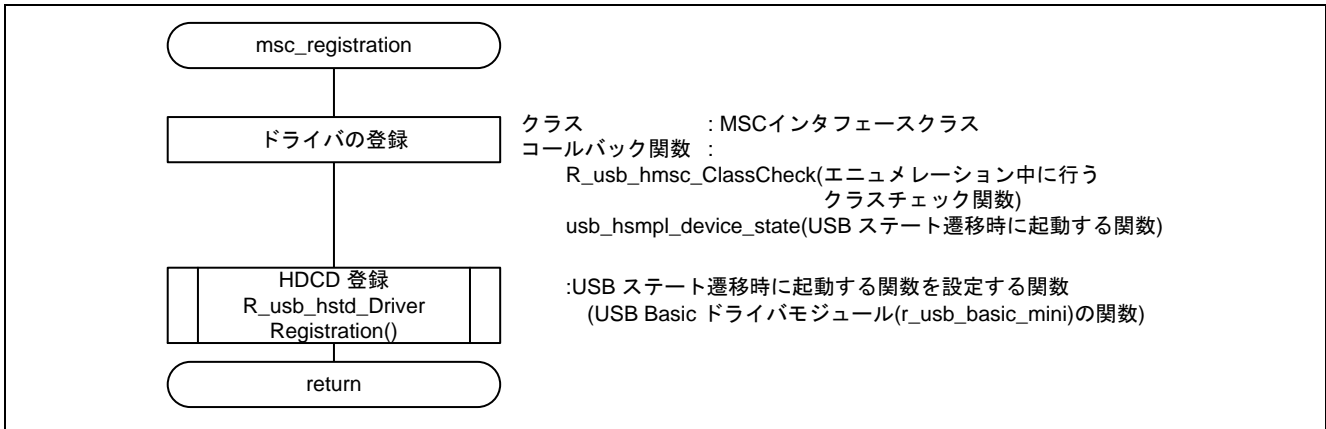 msc_registration
ドライバの登録
クラス : MSCインタフェースクラス
コールバック関数 :
R_usb_hmsc_ClassCheck(エニュメレーション中に行う
クラスチェック関数)
usb_hsmpl_device_state(USB ステート遷移時に起動する関数)
HDCD 登録
R_usb_hstd_Driver
Registration()
:USB ステート遷移時に起動する関数を設定する関数
(USB Basic ドライバモジュール(r_usb_basic_mini)の関数)
return